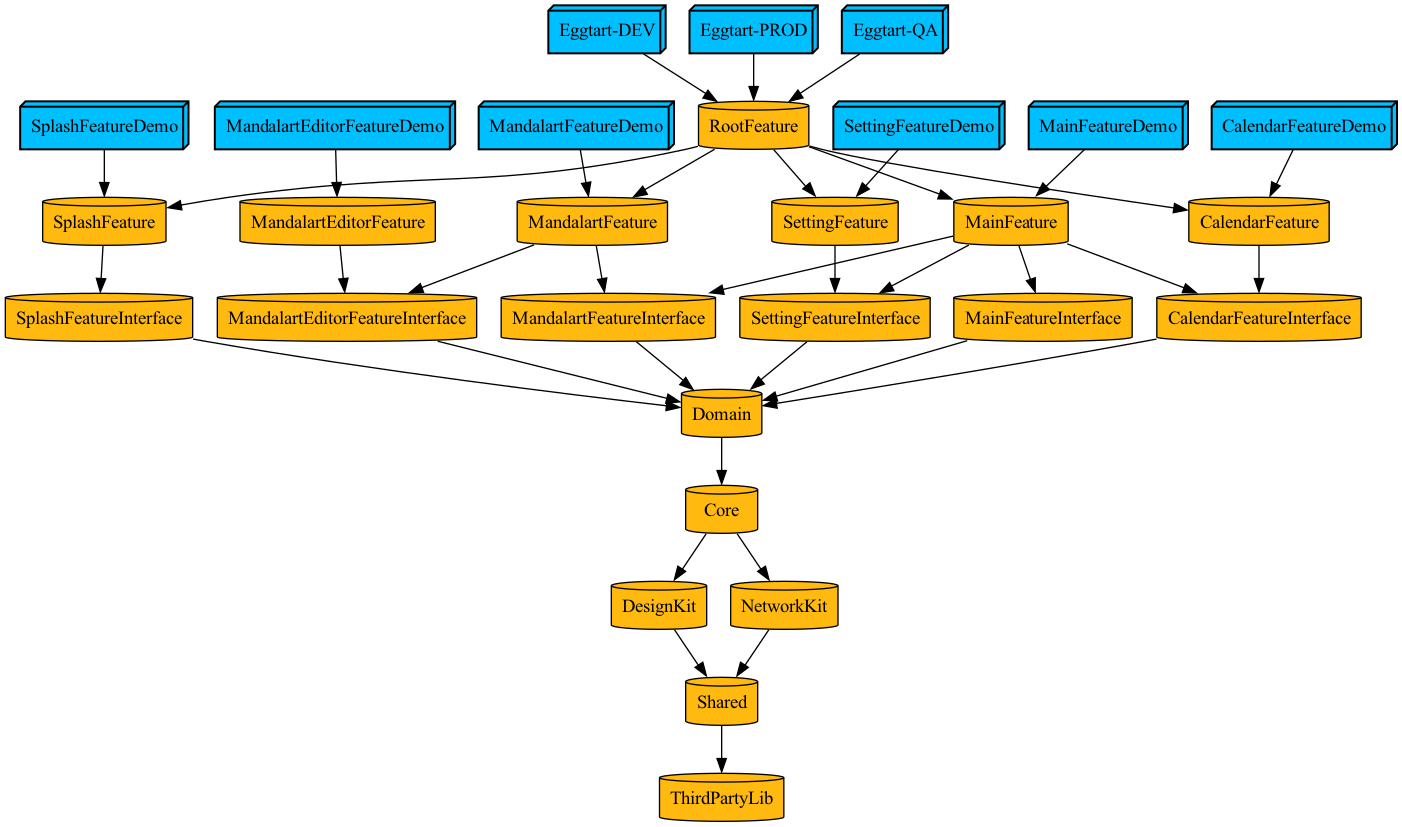 Eggtart-DEV
Eggtart-PROD
Eggtart-QA
SplashFeatureDemo
MandalartEditorFeatureDemo
MandalartFeatureDemo
RootFeature
SettingFeatureDemo
MainFeatureDemo
CalendarFeatureDemo
SplashFeature
MandalartEditorFeature
MandalartFeature
SettingFeature
MainFeature
CalendarFeature
SplashFeatureInterface
MandalartEditorFeatureInterface
MandalartFeatureInterface
SettingFeatureInterface
MainFeatureInterface
CalendarFeatureInterface
Domain
Core
DesignKit
NetworkKit
Shared
ThirdPartyLib